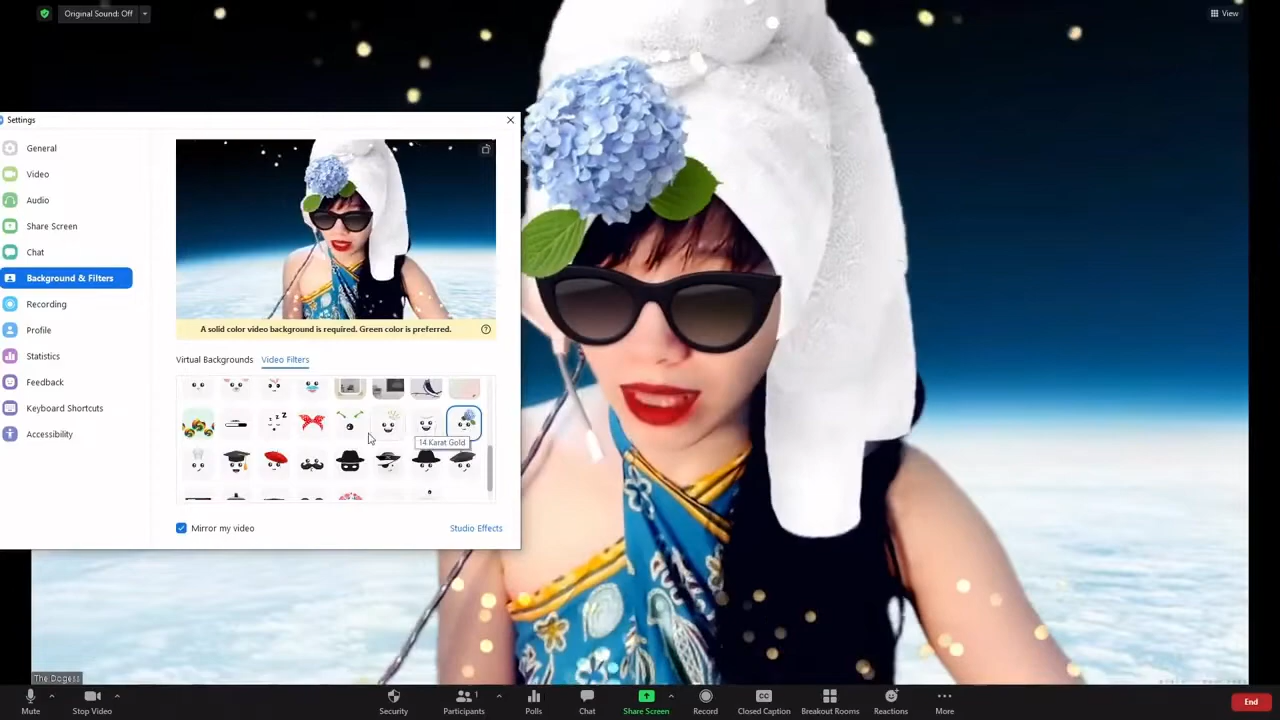 Original Sound: Off
View
Settings
General
Video
Audio
Share Screen
Chat
Background & Filters
Recording
Profile
Statistics
Feedback
Keyboard Shortcuts
Accessibility
A solid color video background is required. Green color is preferred.
Virtual Backgrounds
Video Filters
14 Karat Gold
Mirror my video
Studio Effects
The Dogess
Mute
Stop Video
Security
Participants
1
Polls
Chat
Share Screen
Record
CC
Closed Caption
Breakout Rooms
Reactions
More
End